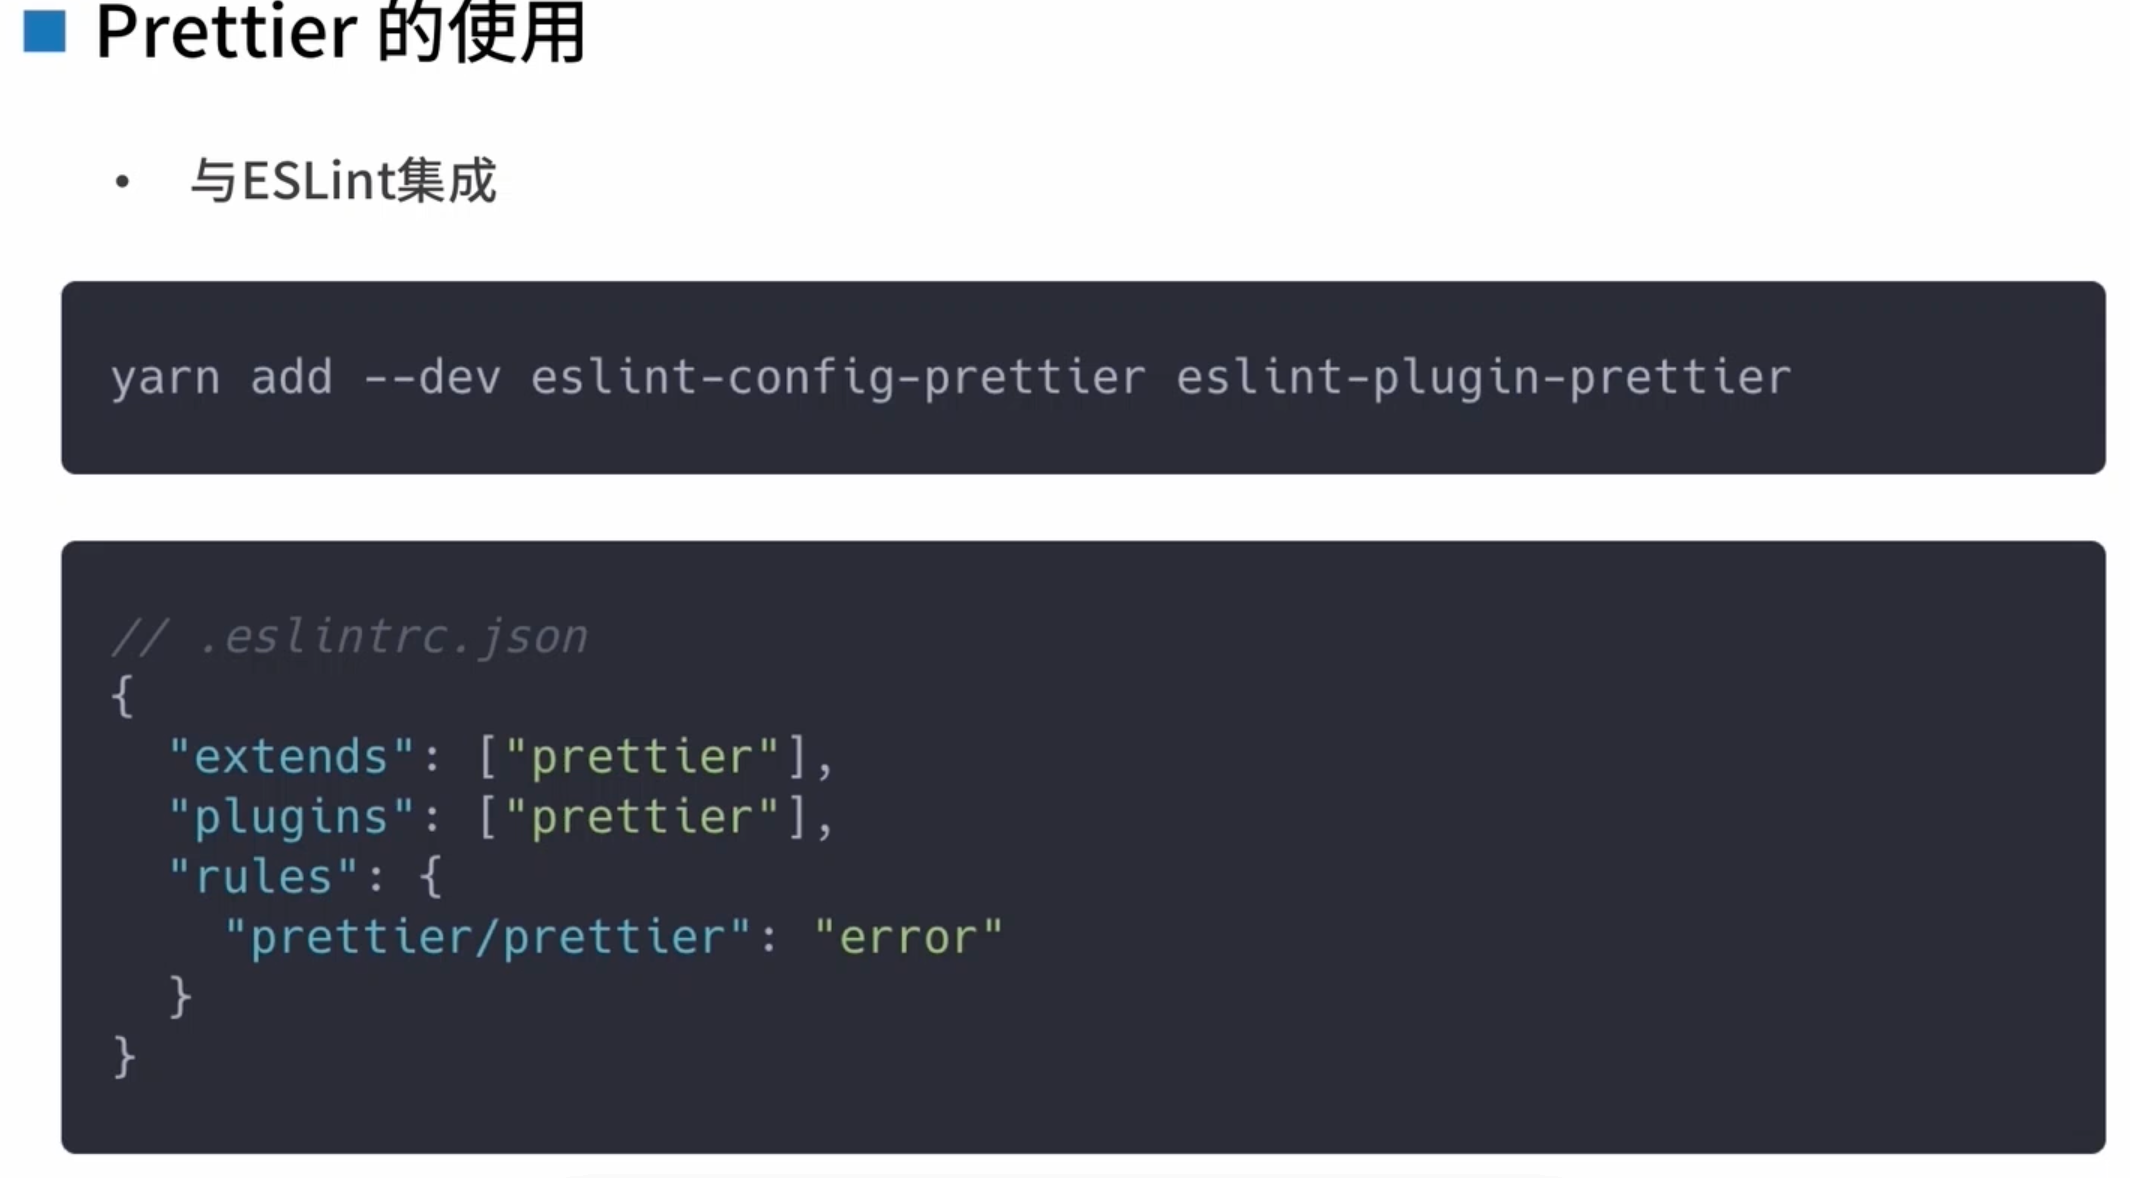 Prettier 的使用
• 与ESLint集成
yarn add --dev eslint-config-prettier eslint-plugin-prettier
// .eslintrc.json
{
  "extends": ["prettier"],
  "plugins": ["prettier"],
  "rules": {
    "prettier/prettier": "error"
  }
}